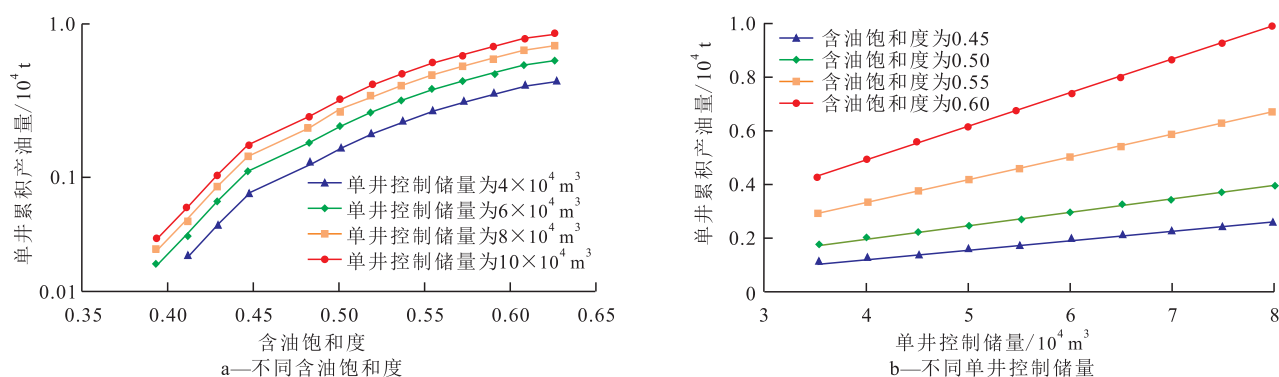 单井累积产油量/10⁴ t
1.0
0.1
0.01
0.35 0.40 0.45 0.50 0.55 0.60 0.65
单井控制储量为4×10⁴ m³
单井控制储量为6×10⁴ m³
单井控制储量为8×10⁴ m³
单井控制储量为10×10⁴ m³
含油饱和度
a—不同含油饱和度
单井累积产油量/10⁴ t
1.0
0.8
0.6
0.4
0.2
0
3 4 5 6 7 8
含油饱和度为0.45
含油饱和度为0.50
含油饱和度为0.55
含油饱和度为0.60
单井控制储量/10⁴ m³
b—不同单井控制储量